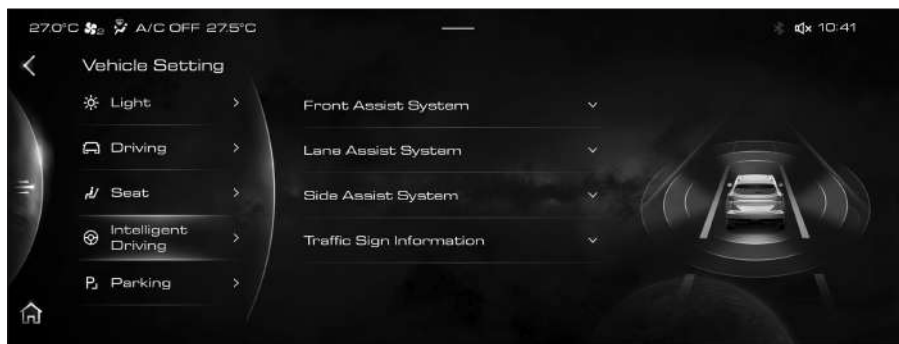 27.0°C 2 A/C OFF 27.5°C
10:41
Vehicle Setting
Light
Driving
Seat
Intelligent
Driving
Parking
Front Assist System
Lane Assist System
Side Assist System
Traffic Sign Information